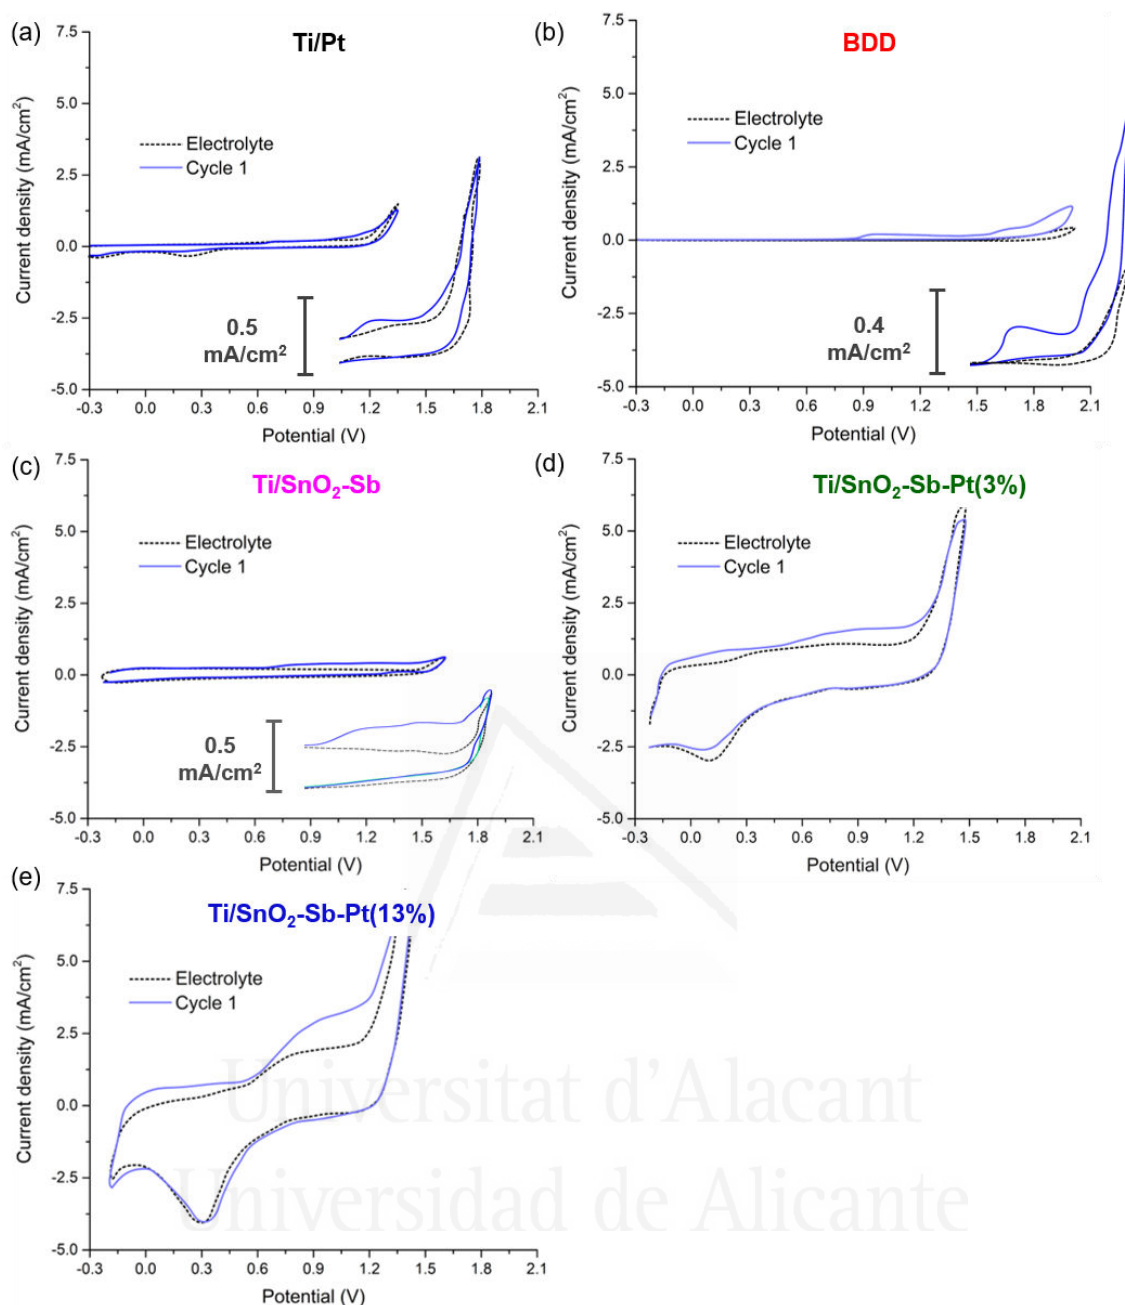 (a)
Ti/Pt
7.5
5.0
2.5
0.0
-2.5
-5.0
Current density (mA/cm²)
Electrolyte
Cycle 1
0.5
mA/cm²
-0.3 0.0 0.3 0.6 0.9 1.2 1.5 1.8 2.1
Potential (V)
(b)
BDD
7.5
5.0
2.5
0.0
-2.5
-5.0
Current density (mA/cm²)
Electrolyte
Cycle 1
0.4
mA/cm²
-0.3 0.0 0.3 0.6 0.9 1.2 1.5 1.8 2.1
Potential (V)
(c)
Ti/SnO₂-Sb
7.5
5.0
2.5
0.0
-2.5
-5.0
Current density (mA/cm²)
Electrolyte
Cycle 1
0.5
mA/cm²
-0.3 0.0 0.3 0.6 0.9 1.2 1.5 1.8 2.1
Potential (V)
(d)
Ti/SnO₂-Sb-Pt(3%)
7.5
5.0
2.5
0.0
-2.5
-5.0
Current density (mA/cm²)
Electrolyte
Cycle 1
-0.3 0.0 0.3 0.6 0.9 1.2 1.5 1.8 2.1
Potential (V)
(e)
Ti/SnO₂-Sb-Pt(13%)
7.5
5.0
2.5
0.0
-2.5
-5.0
Current density (mA/cm²)
Electrolyte
Cycle 1
-0.3 0.0 0.3 0.6 0.9 1.2 1.5 1.8 2.1
Potential (V)
Universitat d'Alacant
Universidad de Alicante